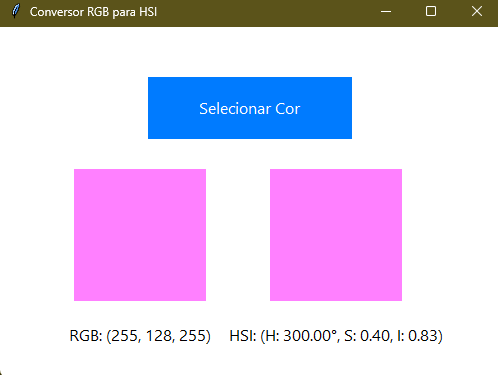 Conversor RGB para HSI
Selecionar Cor
RGB: (255, 128, 255)
HSI: (H: 300.00°, S: 0.40, I: 0.83)